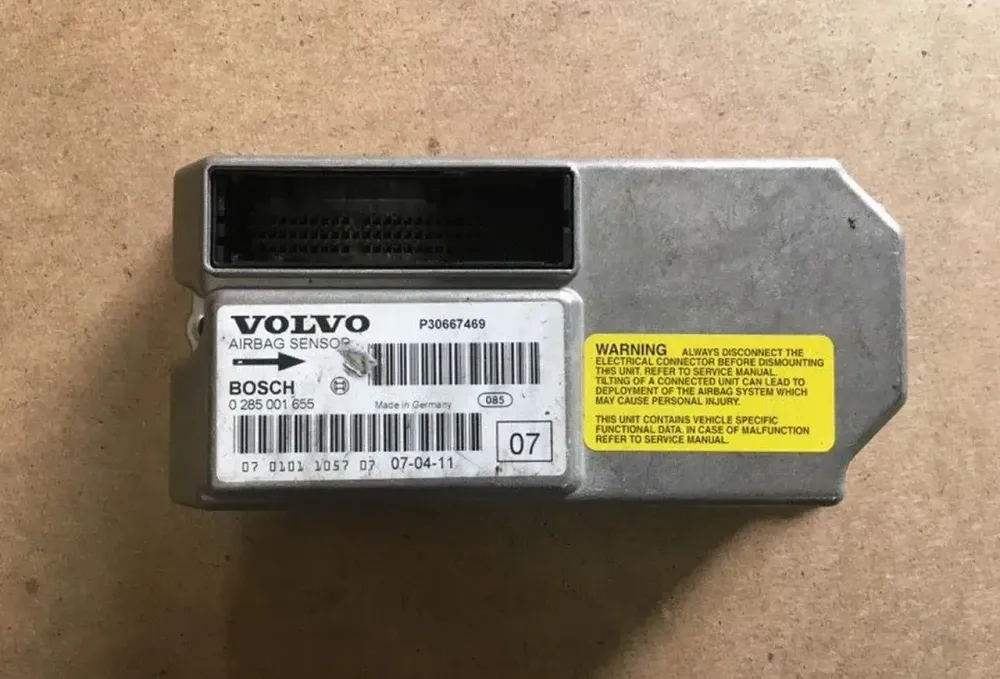 VOLVO P30667469
AIRBAG SENSOR
BOSCH
0 285 001 655 Made in Germany 085
07 0101 1057 07 07-04-11 07
WARNING ALWAYS DISCONNECT THE
ELECTRICAL CONNECTOR BEFORE DISMOUNTING
THIS UNIT. REFER TO SERVICE MANUAL.
TILTING OF A CONNECTED UNIT CAN LEAD TO
DEPLOYMENT OF THE AIRBAG SYSTEM WHICH
MAY CAUSE PERSONAL INJURY.
THIS UNIT CONTAINS VEHICLE SPECIFIC
FUNCTIONAL DATA. IN CASE OF MALFUNCTION
REFER TO SERVICE MANUAL.